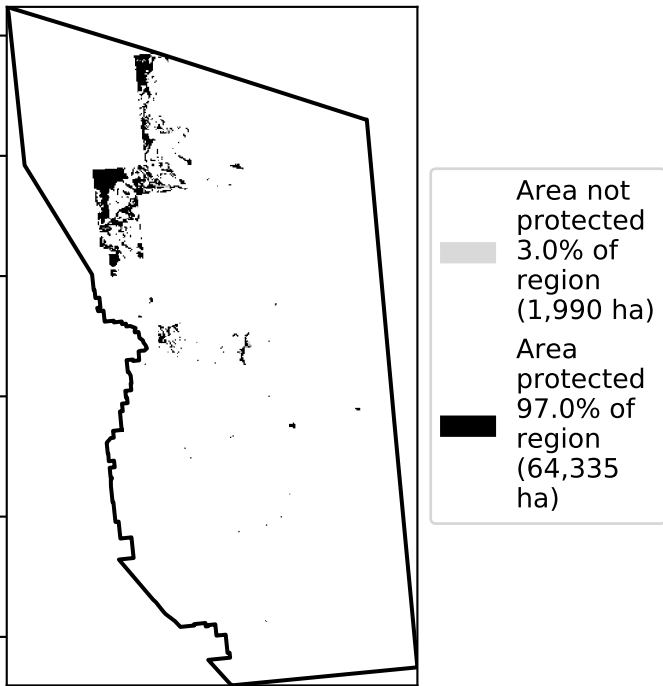 Area not
protected
3.0% of
region
(1,990 ha)
Area
protected
97.0% of
region
(64,335
ha)